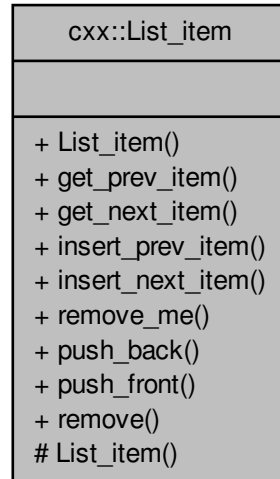 cxx::List_item
+ List_item()
+ get_prev_item()
+ get_next_item()
+ insert_prev_item()
+ insert_next_item()
+ remove_me()
+ push_back()
+ push_front()
+ remove()
# List_item()